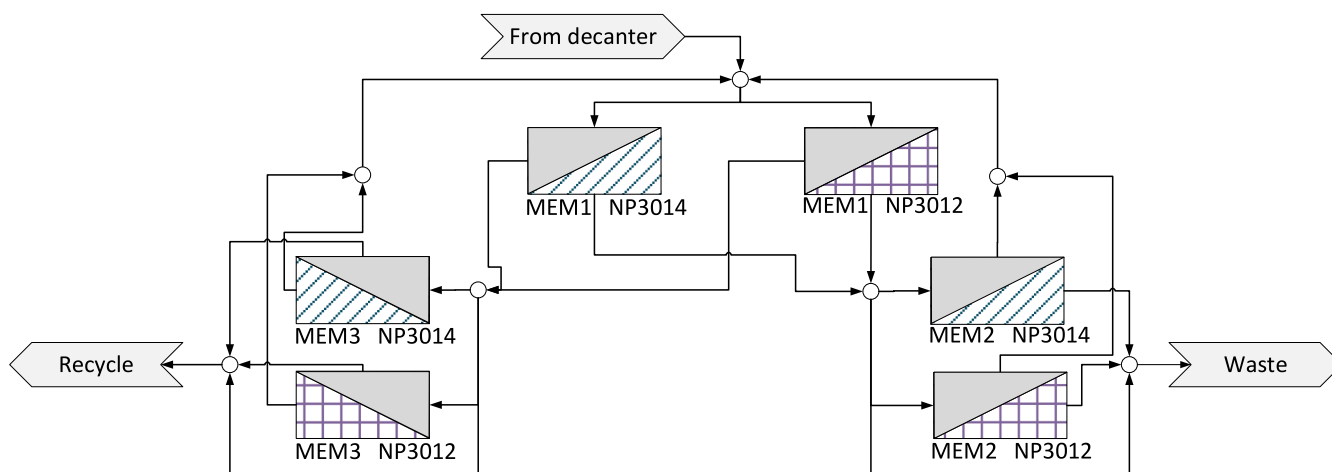 From decanter
MEM1 NP3014
MEM1 NP3012
MEM3 NP3014
MEM2 NP3014
Recycle
Waste
MEM3 NP3012
MEM2 NP3012